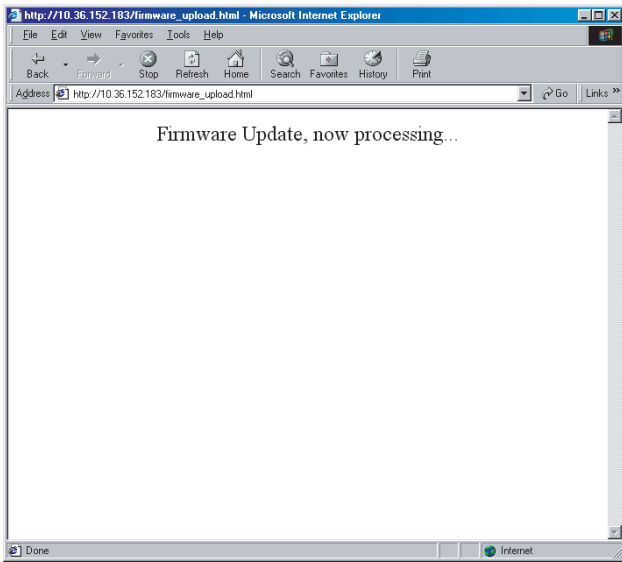 http://10.36.152.183/firmware_upload.html - Microsoft Internet Explorer
File Edit View Favorites Tools Help
Back Forward Stop Refresh Home Search Favorites History Print
Address http://10.36.152.183/firmware_upload.html Go Links »
Firmware Update, now processing...
Done Internet